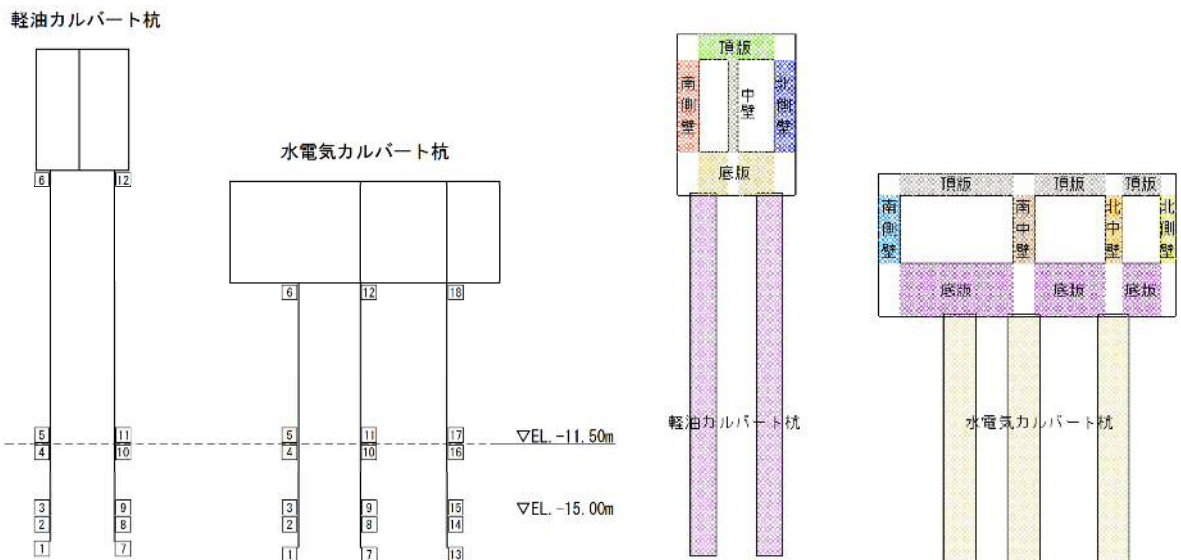 軽油カルバート杭
水電気カルバート杭
6
12
6
12
18
5
11
5
11
17
▽EL.-11.50m
4
10
4
10
16
3
9
3
9
15
▽EL.-15.00m
2
8
2
8
14
1
7
1
7
13
頂版
南側壁
中壁
北側壁
底版
軽油カルバート杭
頂版
頂版
頂版
南側壁
南中壁
北中壁
北側壁
底版
底版
底版
水電気カルバート杭